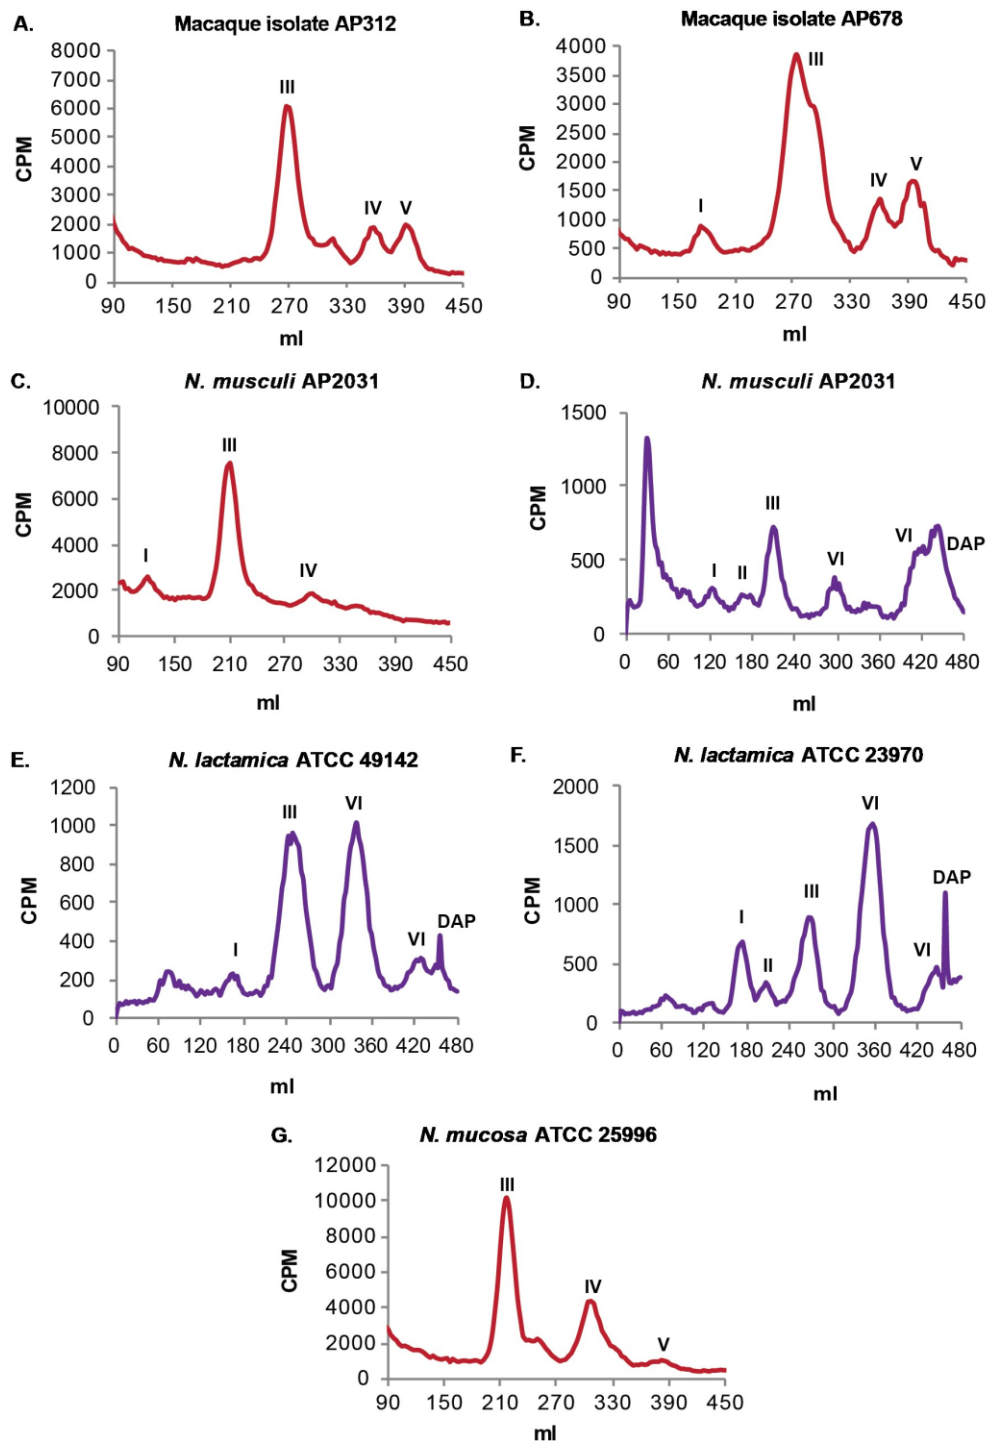 A. Macaque isolate AP312
8000
7000
6000
5000
4000
3000
2000
1000
0
CPM
III
IV
V
90 150 210 270 330 390 450
ml
B. Macaque isolate AP678
4000
3500
3000
2500
2000
1500
1000
500
0
CPM
I
III
IV
V
90 150 210 270 330 390 450
ml
C. N. musculi AP2031
10000
8000
6000
4000
2000
0
CPM
I
III
IV
90 150 210 270 330 390 450
ml
D. N. musculi AP2031
1500
1000
500
0
CPM
I
II
III
VI
VI
DAP
0 60 120 180 240 300 360 420 480
ml
E. N. lactamica ATCC 49142
1200
1000
800
600
400
200
0
CPM
I
III
VI
VI
DAP
0 60 120 180 240 300 360 420 480
ml
F. N. lactamica ATCC 23970
2000
1500
1000
500
0
CPM
I
II
III
VI
VI
DAP
0 60 120 180 240 300 360 420 480
ml
G. N. mucosa ATCC 25996
12000
10000
8000
6000
4000
2000
0
CPM
III
IV
V
90 150 210 270 330 390 450
ml